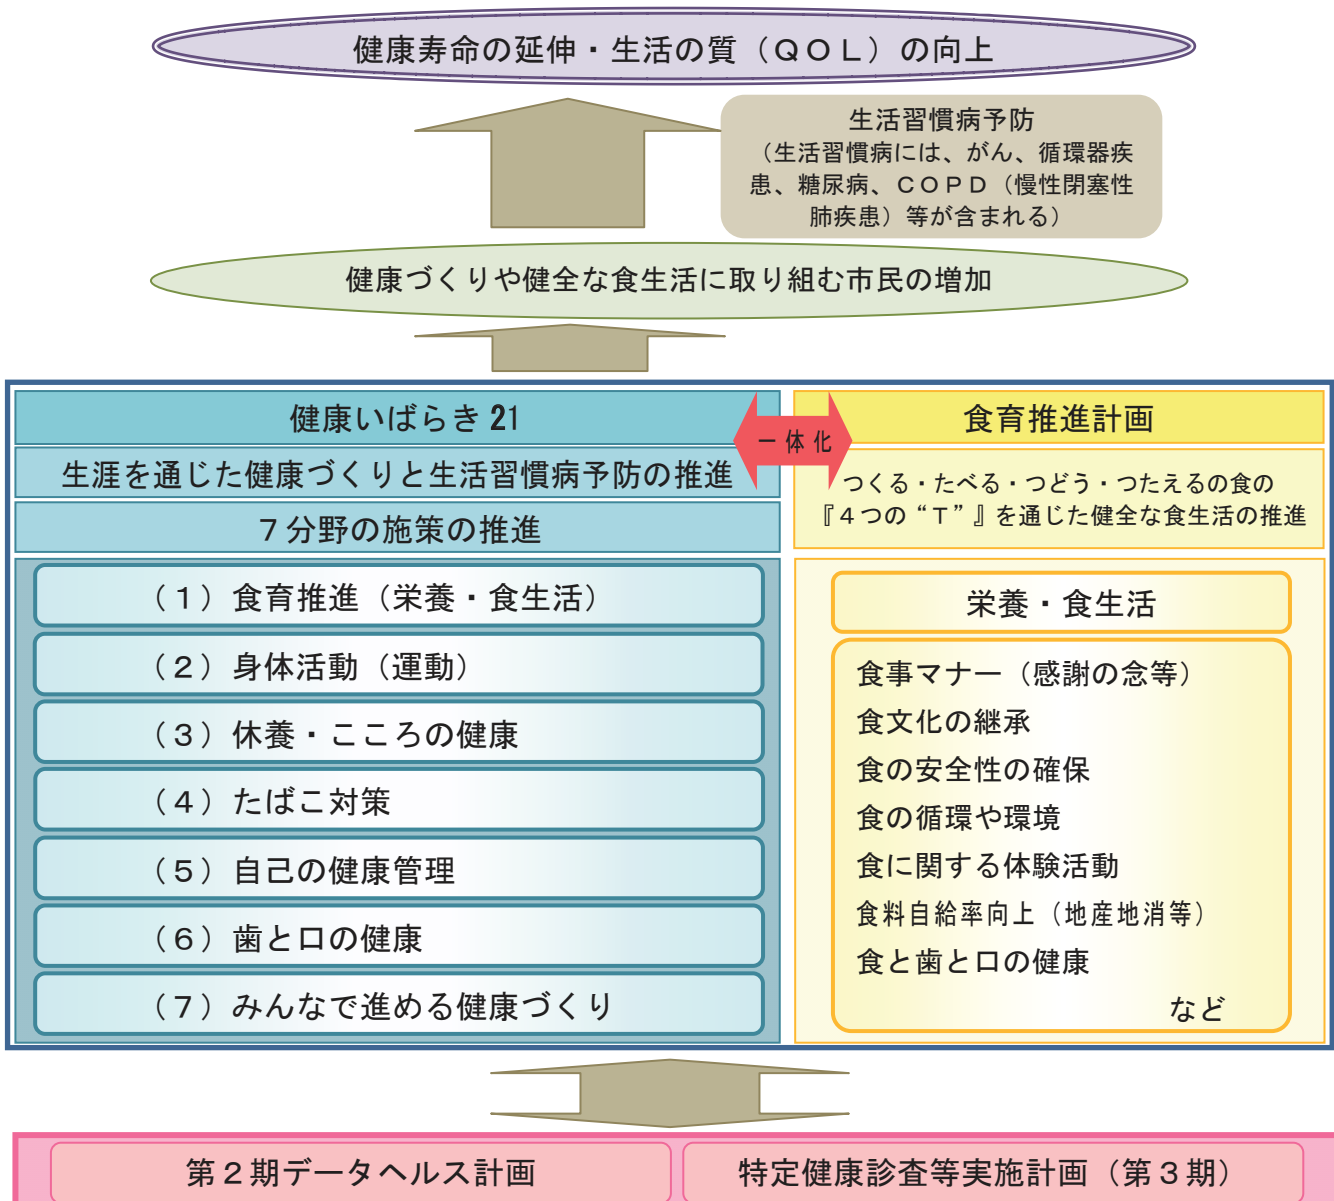 健康寿命の延伸・生活の質（ＱＯＬ）の向上
生活習慣病予防
（生活習慣病には、がん、循環器疾
患、糖尿病、ＣＯＰＤ（慢性閉塞性
肺疾患）等が含まれる）
健康づくりや健全な食生活に取り組む市民の増加
健康いばらき 21
一体化
食育推進計画
生涯を通じた健康づくりと生活習慣病予防の推進
７分野の施策の推進
つくる・たべる・つどう・つたえるの食の
『４つの“Ｔ”』を通じた健全な食生活の推進
（１）食育推進（栄養・食生活）
（２）身体活動（運動）
（３）休養・こころの健康
（４）たばこ対策
（５）自己の健康管理
（６）歯と口の健康
（７）みんなで進める健康づくり
栄養・食生活
食事マナー（感謝の念等）
食文化の継承
食の安全性の確保
食の循環や環境
食に関する体験活動
食料自給率向上（地産地消等）
食と歯と口の健康
など
第２期データヘルス計画
特定健康診査等実施計画（第３期）